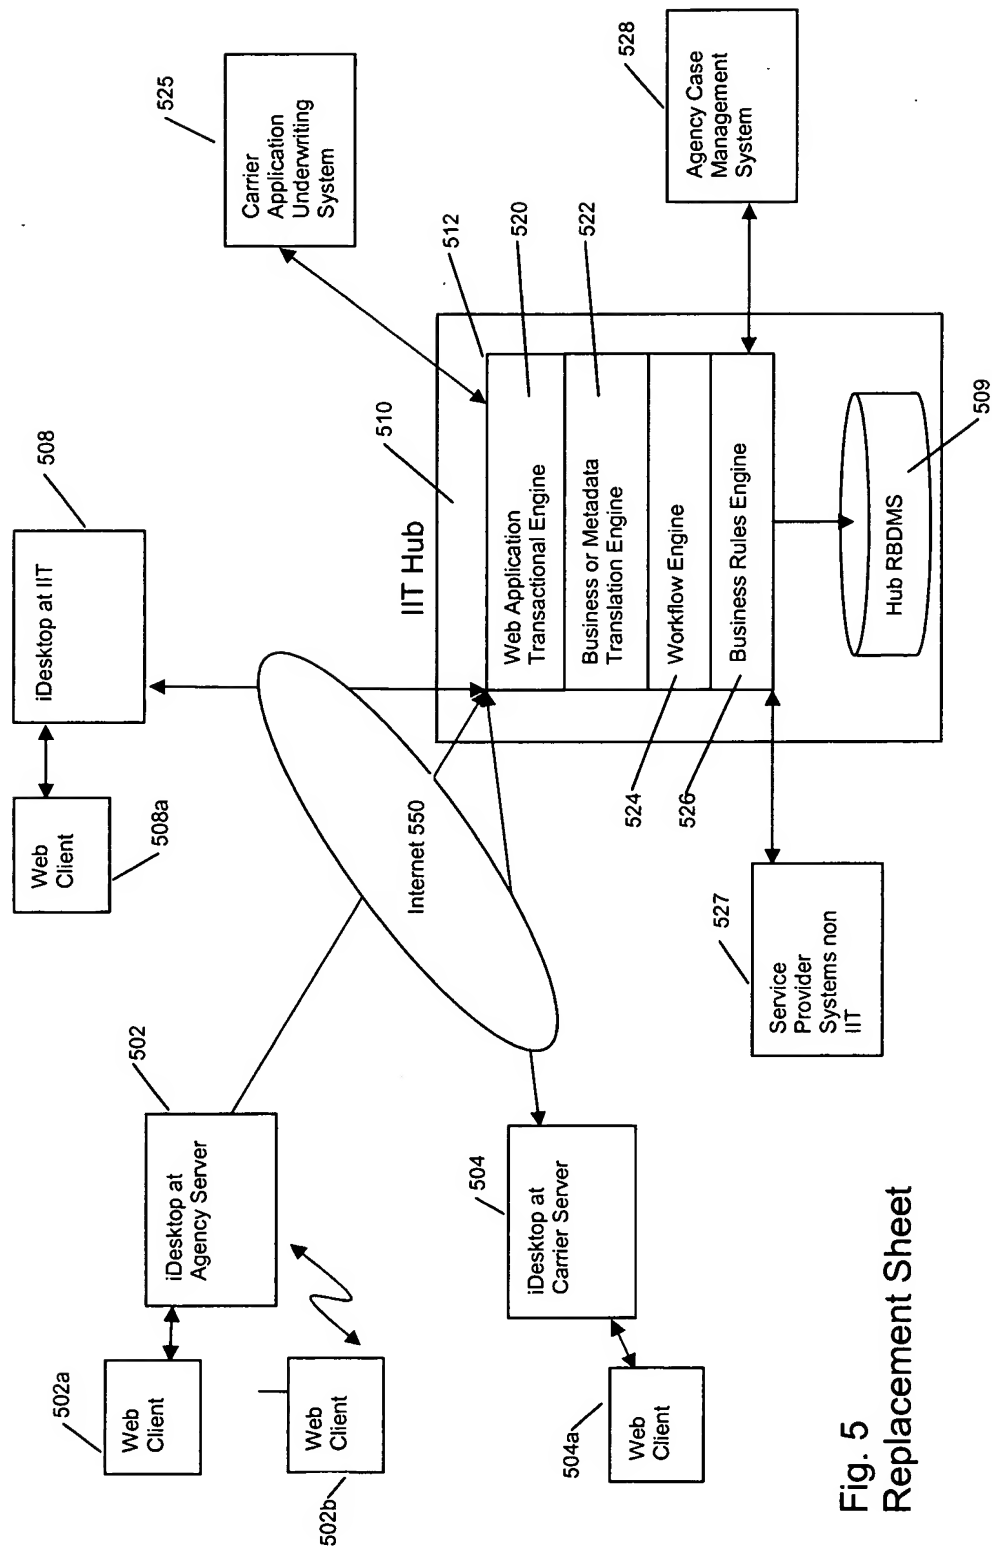 502a
Web
Client
502b
Web
Client
iDesktop at
Agency Server
502
504a
Web
Client
iDesktop at
Carrier Server
504
Web
Client
508a
iDesktop at IIT
508
Internet 550
IIT Hub
510
512
Web Application
Transactional Engine
520
Business or Metadata
Translation Engine
522
Workflow Engine
524
Business Rules Engine
526
Hub RBDMS
509
Carrier
Application
Underwriting
System
525
Service
Provider
Systems non
IIT
527
Agency Case
Management
System
528
Fig. 5
Replacement Sheet